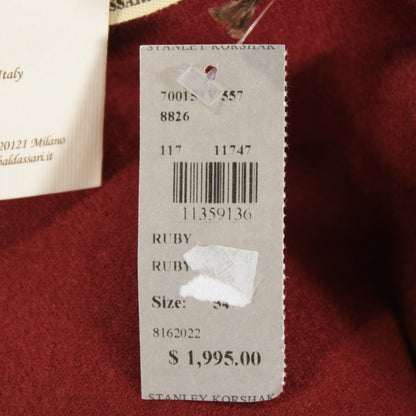 Italy
20121 Milano
baldassari.it
STANLEY KORSHAK
557
8826
117 11747
11359136
RUBY
RUBY
Size:
8162022
$ 1,995.00
STANLEY KORSHAK